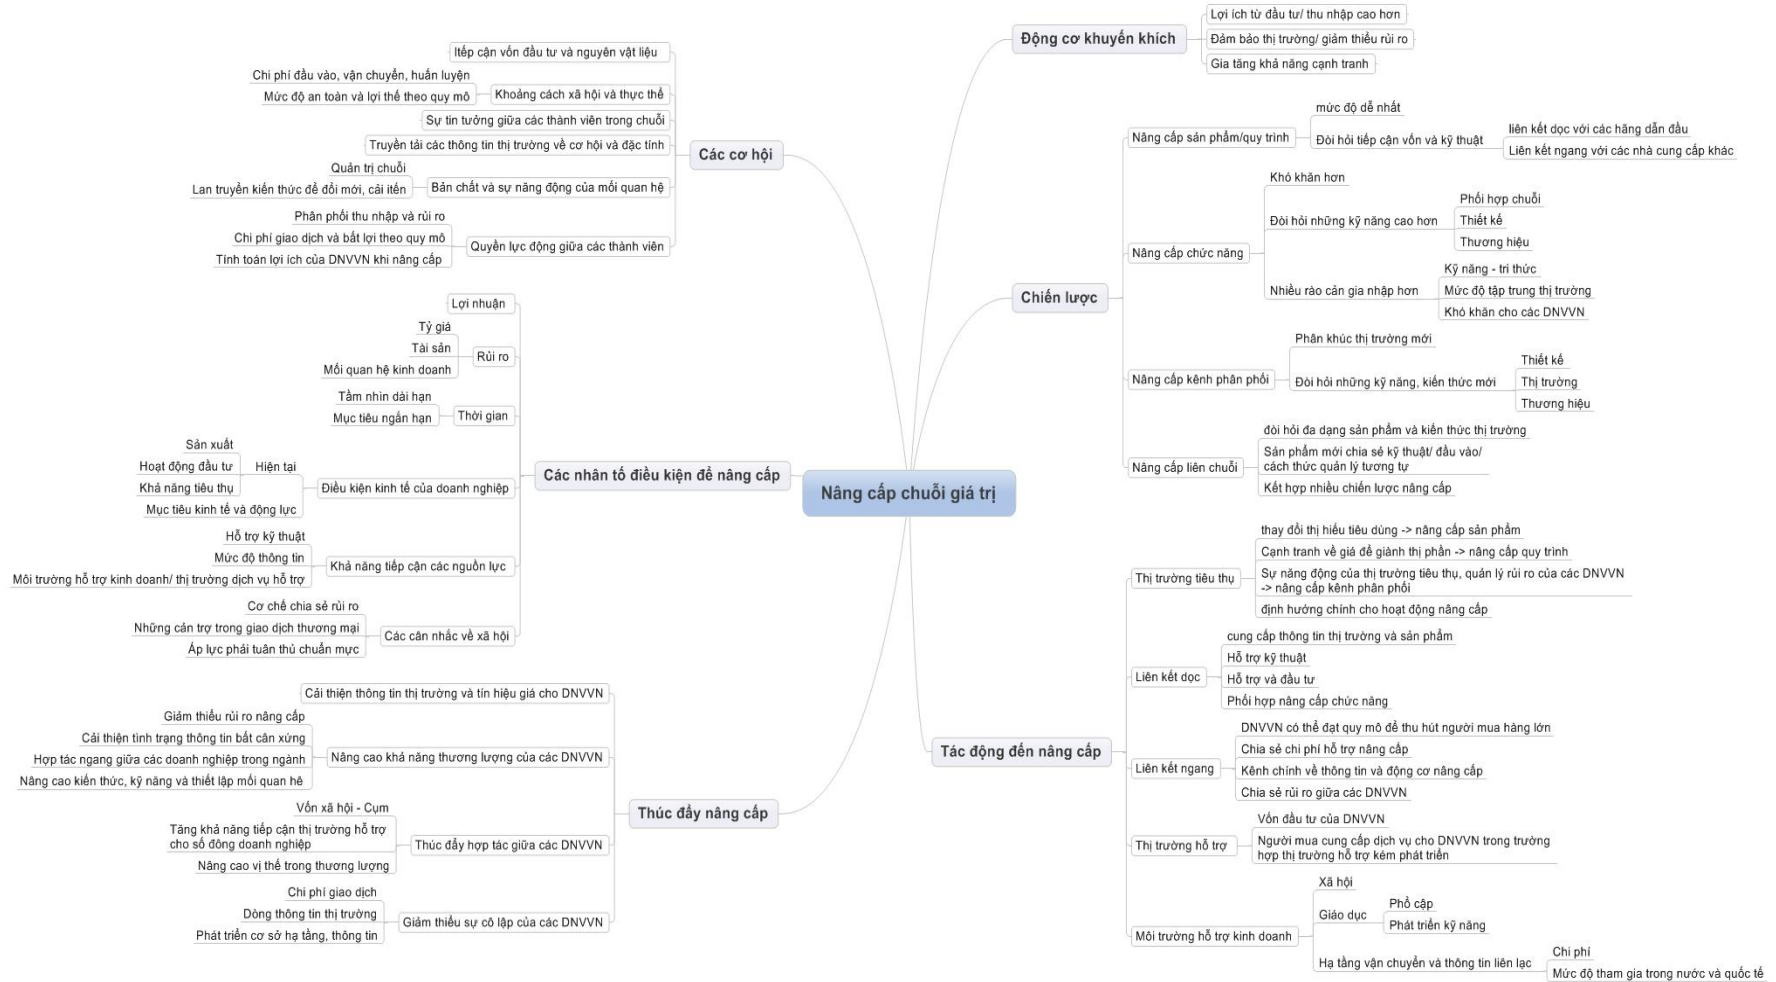 Nâng cấp chuỗi giá trị
Động cơ khuyến khích
Lợi ích từ đầu tư/ thu nhập cao hơn
Đảm bảo thị trường/ giảm thiểu rủi ro
Gia tăng khả năng cạnh tranh
Chiến lược
Nâng cấp sản phẩm/quy trình
mức độ dễ nhất
Đòi hỏi tiếp cận vốn và kỹ thuật
liên kết dọc với các hãng dẫn đầu
Liên kết ngang với các nhà cung cấp khác
Nâng cấp chức năng
Khó khăn hơn
Đòi hỏi những kỹ năng cao hơn
Phối hợp chuỗi
Thiết kế
Thương hiệu
Nhiều rào cản gia nhập hơn
Kỹ năng - tri thức
Mức độ tập trung thị trường
Khó khăn cho các DNVVN
Nâng cấp kênh phân phối
Phân khúc thị trường mới
Đòi hỏi những kỹ năng, kiến thức mới
Thiết kế
Thị trường
Thương hiệu
Nâng cấp liên chuỗi
đòi hỏi đa dạng sản phẩm và kiến thức thị trường
Sản phẩm mới chia sẻ kỹ thuật/ đầu vào/
cách thức quản lý tương tự
Kết hợp nhiều chiến lược nâng cấp
Tác động đến nâng cấp
Thị trường tiêu thụ
thay đổi thị hiếu tiêu dùng -> nâng cấp sản phẩm
Cạnh tranh về giá để giành thị phần -> nâng cấp quy trình
Sự năng động của thị trường tiêu thụ, quản lý rủi ro của các DNVVN
-> nâng cấp kênh phân phối
định hướng chính cho hoạt động nâng cấp
Liên kết dọc
cung cấp thông tin thị trường và sản phẩm
Hỗ trợ kỹ thuật
Hỗ trợ và đầu tư
Phối hợp nâng cấp chức năng
Liên kết ngang
DNVVN có thể đạt quy mô để thu hút người mua hàng lớn
Chia sẻ chi phí hỗ trợ nâng cấp
Kênh chính về thông tin và động cơ nâng cấp
Chia sẻ rủi ro giữa các DNVVN
Thị trường hỗ trợ
Vốn đầu tư của DNVVN
Người mua cung cấp dịch vụ cho DNVVN trong trường
hợp thị trường hỗ trợ kém phát triển
Môi trường hỗ trợ kinh doanh
Xã hội
Giáo dục
Phổ cập
Phát triển kỹ năng
Hạ tầng vận chuyển và thông tin liên lạc
Chi phí
Mức độ tham gia trong nước và quốc tế
Các cơ hội
Itếp cận vốn đầu tư và nguyên vật liệu
Khoảng cách xã hội và thực thể
Chi phí đầu vào, vận chuyển, huấn luyện
Mức độ an toàn và lợi thế theo quy mô
Sự tin tưởng giữa các thành viên trong chuỗi
Truyền tải các thông tin thị trường về cơ hội và đặc tính
Bản chất và sự năng động của mối quan hệ
Quản trị chuỗi
Lan truyền kiến thức để đổi mới, cải itến
Quyền lực động giữa các thành viên
Phân phối thu nhập và rủi ro
Chi phí giao dịch và bất lợi theo quy mô
Tính toán lợi ích của DNVVN khi nâng cấp
Các nhân tố điều kiện để nâng cấp
Lợi nhuận
Rủi ro
Tỷ giá
Tài sản
Mối quan hệ kinh doanh
Thời gian
Tầm nhìn dài hạn
Mục tiêu ngắn hạn
Điều kiện kinh tế của doanh nghiệp
Hiện tại
Sản xuất
Hoạt động đầu tư
Khả năng tiêu thụ
Mục tiêu kinh tế và động lực
Khả năng tiếp cận các nguồn lực
Hỗ trợ kỹ thuật
Mức độ thông tin
Môi trường hỗ trợ kinh doanh/ thị trường dịch vụ hỗ trợ
Các cân nhắc về xã hội
Cơ chế chia sẻ rủi ro
Những cản trợ trong giao dịch thương mại
Áp lực phải tuân thủ chuẩn mực
Thúc đẩy nâng cấp
Cải thiện thông tin thị trường và tín hiệu giá cho DNVVN
Nâng cao khả năng thương lượng của các DNVVN
Giảm thiểu rủi ro nâng cấp
Cải thiện tình trạng thông tin bất cân xứng
Hợp tác ngang giữa các doanh nghiệp trong ngành
Nâng cao kiến thức, kỹ năng và thiết lập mối quan hê
Thúc đẩy hợp tác giữa các DNVVN
Vốn xã hội - Cụm
Tăng khả năng tiếp cận thị trường hỗ trợ
cho số đông doanh nghiệp
Nâng cao vị thế trong thương lượng
Giảm thiểu sự cô lập của các DNVVN
Chi phí giao dịch
Dòng thông tin thị trường
Phát triển cơ sở hạ tầng, thông tin